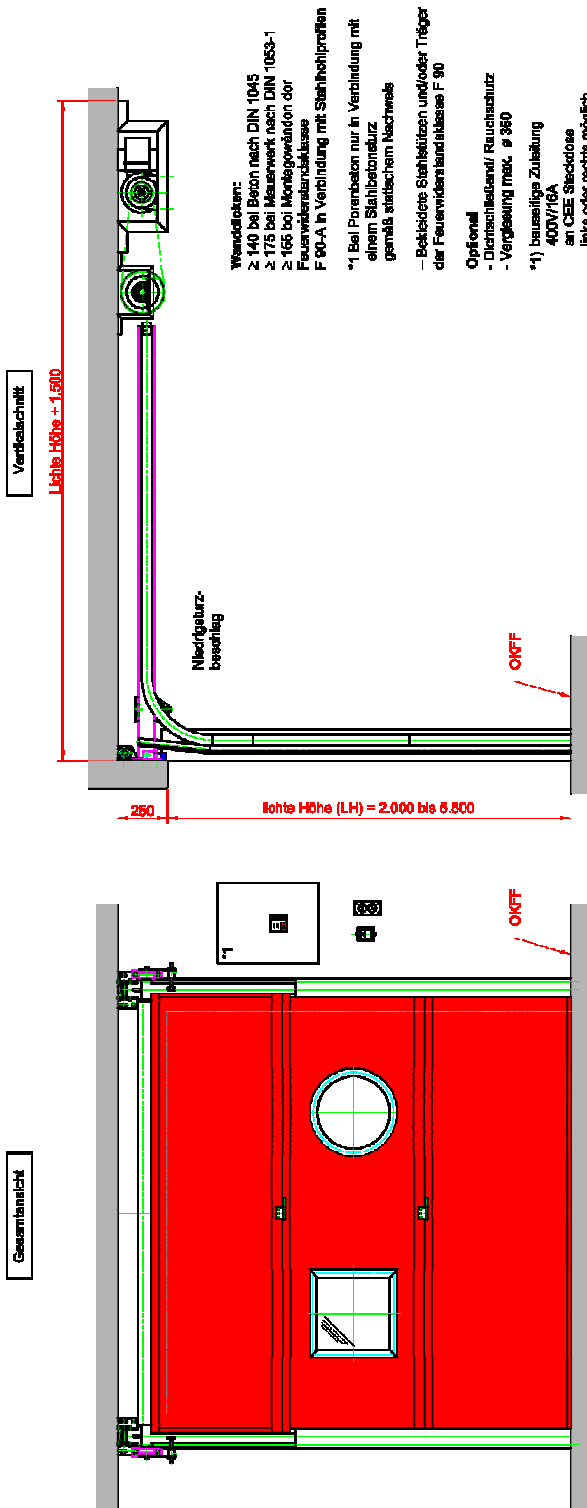 Gesamtansicht
*1
OKFF
Vertikalschnitt
Lichte Höhe + 1.500
250
lichte Höhe (LH) = 2.000 bis 5.500
Niedrigsturz-
beschlag
OKFF
Wanddicken:
≥ 140 bei Beton nach DIN 1045
≥ 175 bei Mauerwerk nach DIN 1053-1
≥ 165 bei Montagewänden der
Feuerwiderstandsklasse
F 90-A in Verbindung mit Stahlhohlprofilen
*1 Bei Porenbeton nur in Verbindung mit
einem Stahlbetonsturz
gemäß statischem Nachweis
- Bekleidete Stahlstützen und/oder Träger
der Feuerwiderstandsklasse F 90
Optional
- Dichtschließend/ Rauchschutz
- Verglasung max. ø 360
*1) bauseitige Zuleitung
400V/16A
an CEE Steckdose
links oder rechts möglich